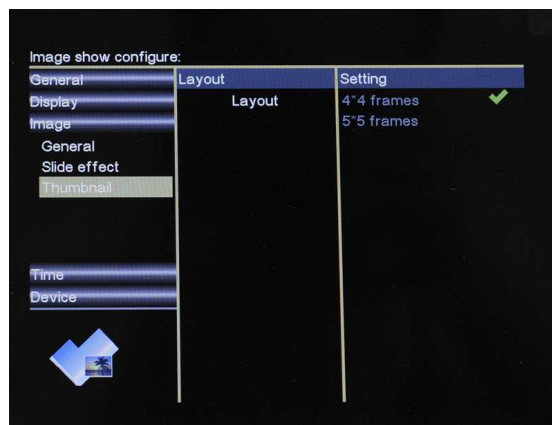 Image show configure:
General
Layout
Setting
Display
Layout
4*4 frames
Image
5*5 frames
General
Slide effect
Thumbnail
Time
Device